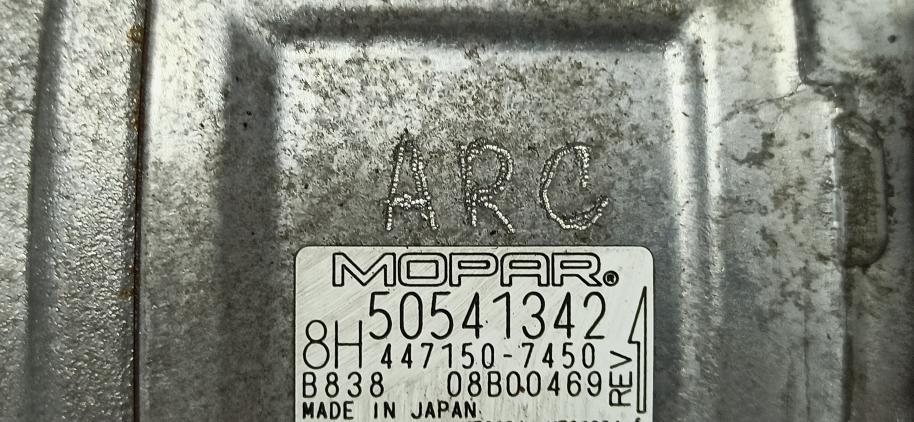 ARC
MOPAR®
8H 50541342
447150-7450
B838 08B00469 REV
MADE IN JAPAN